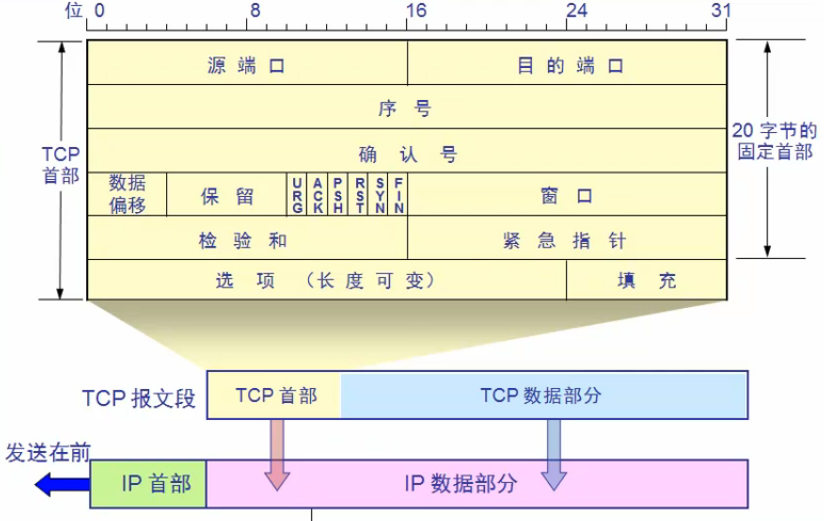 位 0 8 16 24 31
源 端 口 目 的 端 口
序 号
确 认 号
TCP
首部
20 字节的
固定首部
数据
偏移
保 留
URG ACK PSH RST SYN FIN
窗 口
检 验 和 紧 急 指 针
选 项 (长 度 可 变) 填 充
TCP 报文段 TCP 首部 TCP 数据部分
发送在前
IP 首部 IP 数据部分